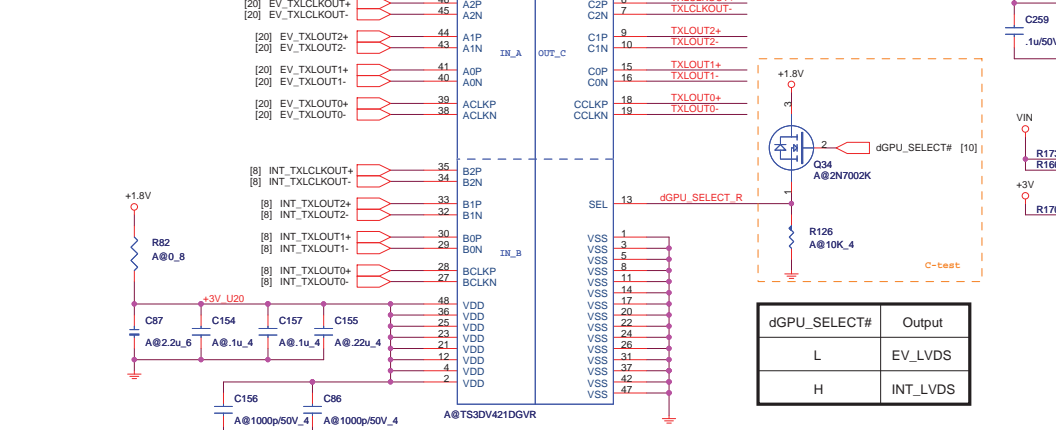 [20] EV_TXLCLKOUT+ 46 A2P
[20] EV_TXLCLKOUT- 45 A2N
[20] EV_TXLOUT2+ 44 A1P
[20] EV_TXLOUT2- 43 A1N
[20] EV_TXLOUT1+ 41 A0P
[20] EV_TXLOUT1- 40 A0N
[20] EV_TXLOUT0+ 39 ACLKP
[20] EV_TXLOUT0- 38 ACLKN
IN_A OUT_C
C2P
C2N 7 TXLCLKOUT-
C1P 9 TXLOUT2+
C1N 10 TXLOUT2-
C0P 15 TXLOUT1+
C0N 16 TXLOUT1-
CCLKP 18 TXLOUT0+
CCLKN 19 TXLOUT0-
[8] INT_TXLCLKOUT+ 35 B2P
[8] INT_TXLCLKOUT- 34 B2N
[8] INT_TXLOUT2+ 33 B1P
[8] INT_TXLOUT2- 32 B1N
[8] INT_TXLOUT1+ 30 B0P
[8] INT_TXLOUT1- 29 B0N
[8] INT_TXLOUT0+ 28 BCLKP
[8] INT_TXLOUT0- 27 BCLKN
IN_B
SEL 13 dGPU_SELECT_R
+1.8V
3
2 dGPU_SELECT# [10]
Q34
A@2N7002K
1
R126
A@10K_4
C-test
+1.8V
R82
A@0_8
+3V_U20
C87
A@2.2u_6
C154
A@.1u_4
C157
A@.1u_4
C155
A@.22u_4
48 VDD
36 VDD
25 VDD
23 VDD
21 VDD
12 VDD
4 VDD
2 VDD
VSS 1
VSS 3
VSS 5
VSS 8
VSS 11
VSS 14
VSS 17
VSS 20
VSS 22
VSS 24
VSS 26
VSS 31
VSS 37
VSS 42
VSS 47
C156
A@1000p/50V_4
C86
A@1000p/50V_4
A@TS3DV421DGVR
dGPU_SELECT# Output
L EV_LVDS
H INT_LVDS
C259
.1u/50V
VIN
+3V